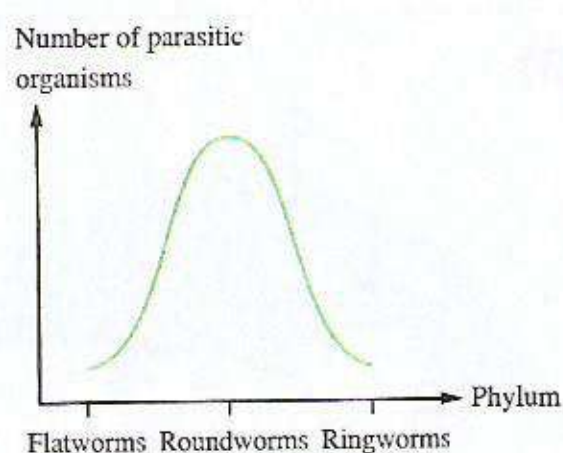 Number of parasitic
organisms
Phylum
Flatworms Roundworms Ringworms